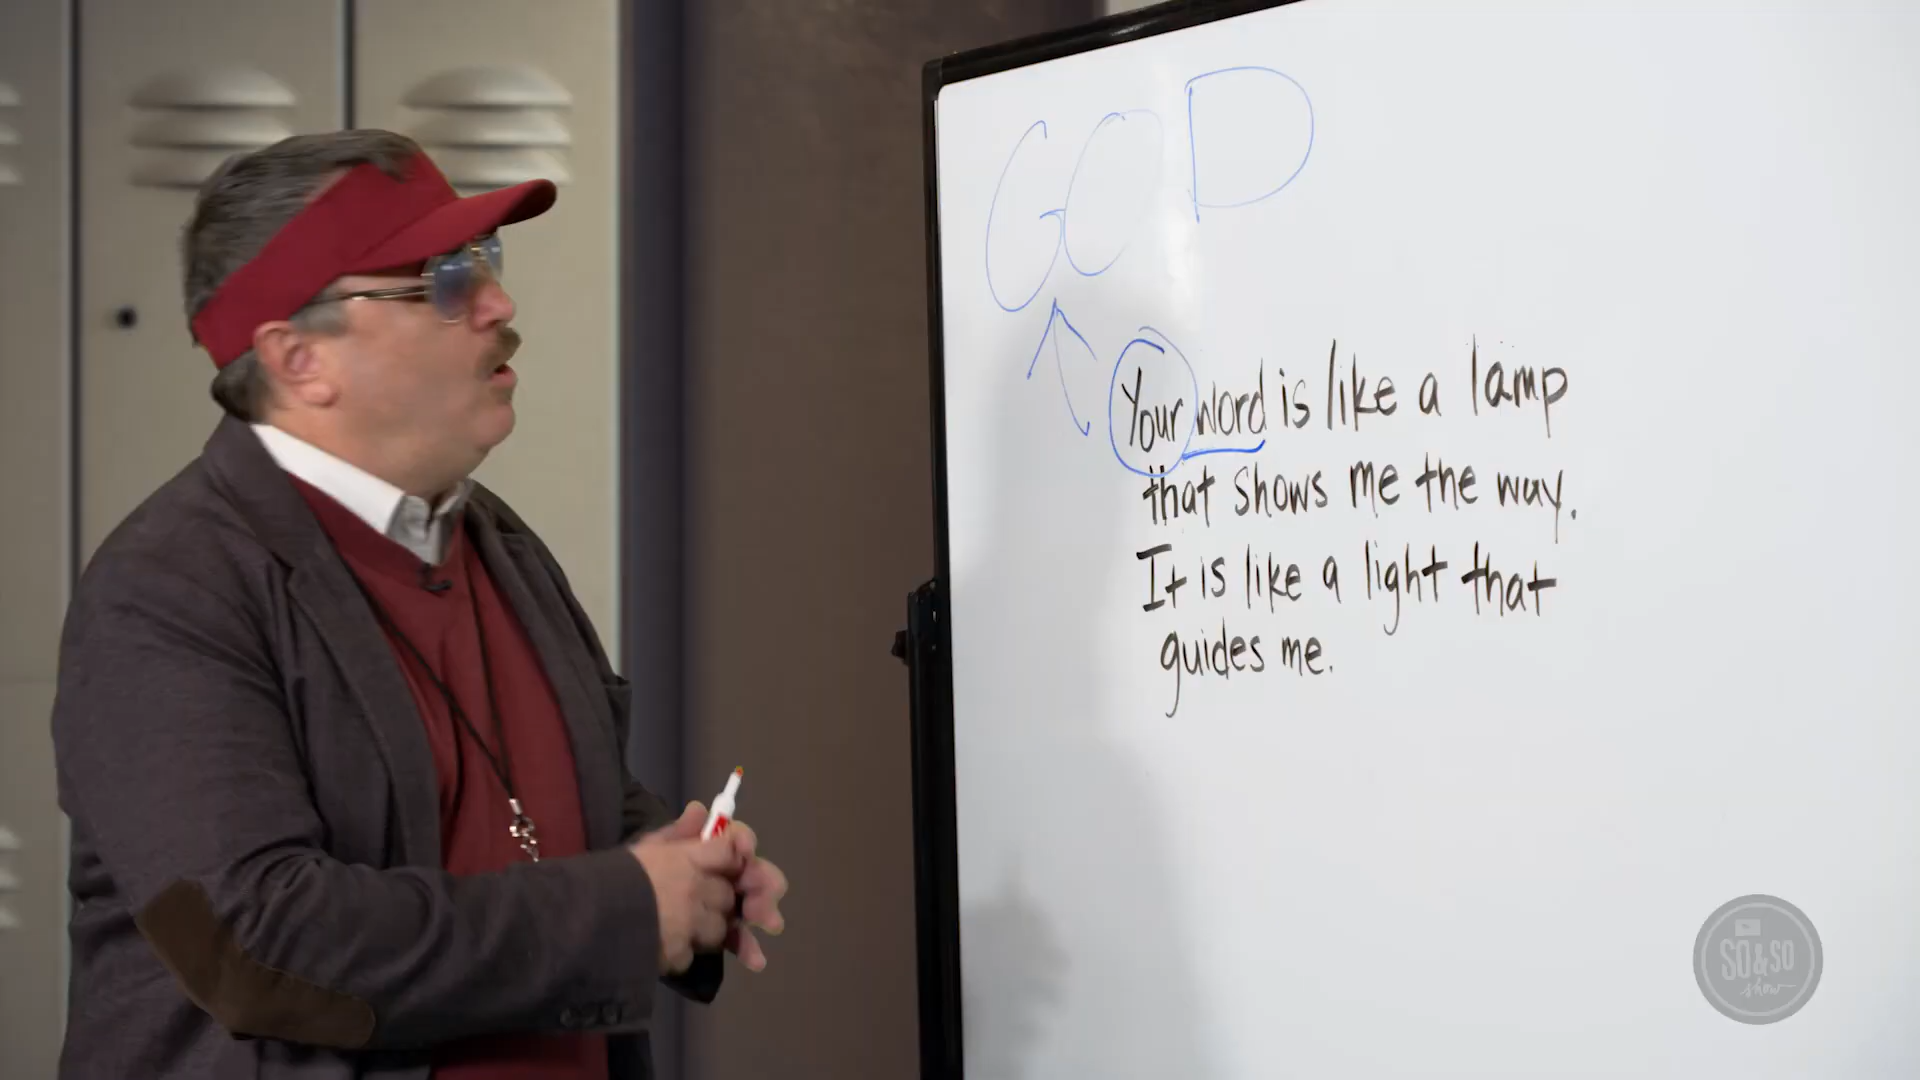 GOD
Your word is like a lamp
that shows me the way.
It is like a light that
guides me.
SO & SO
show